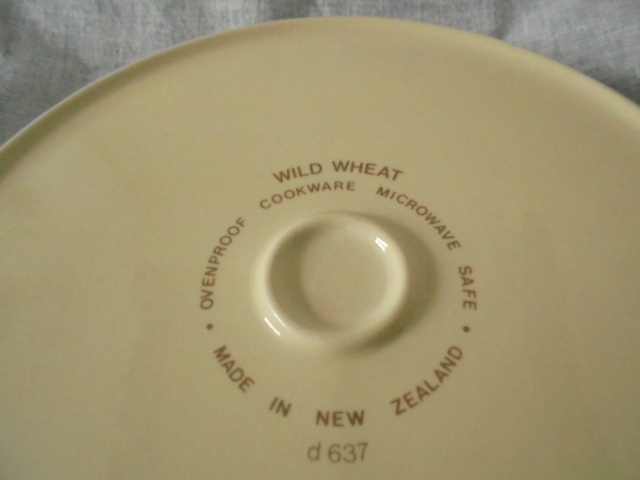 WILD WHEAT
OVENPROOF COOKWARE MICROWAVE SAFE
• MADE IN NEW ZEALAND •
d 637